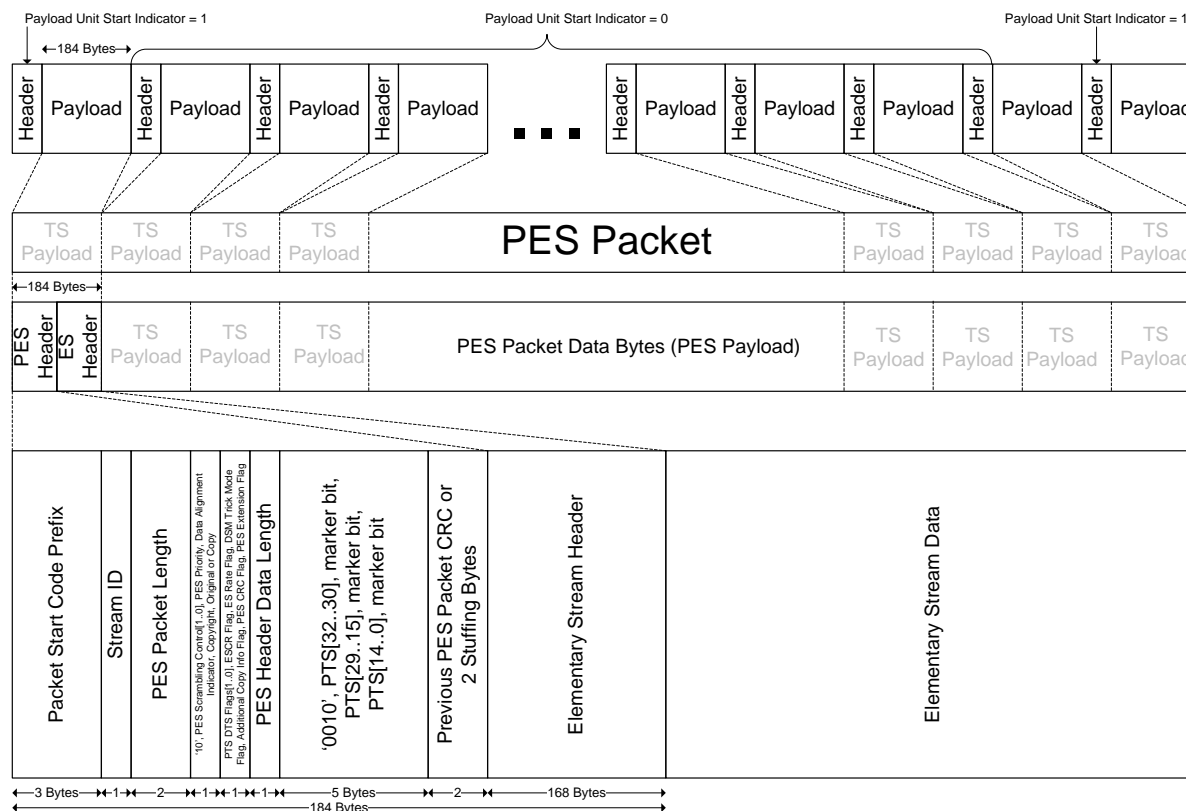 Payload Unit Start Indicator = 1
Payload Unit Start Indicator = 0
Payload Unit Start Indicator = 1
184 Bytes
Header
Payload
Header
Payload
Header
Payload
Header
Payload
Header
Payload
Header
Payload
Header
Payload
Header
Payload
Header
Payload
TS
Payload
TS
Payload
TS
Payload
TS
Payload
PES Packet
TS
Payload
TS
Payload
TS
Payload
TS
Payload
184 Bytes
PES
Header
ES
Header
TS
Payload
TS
Payload
TS
Payload
PES Packet Data Bytes (PES Payload)
TS
Payload
TS
Payload
TS
Payload
TS
Payload
Packet Start Code Prefix
Stream ID
PES Packet Length
'10', PES Scrambling Control[1..0], PES Priority, Data Alignment
Indicator, Copyright, Original or Copy
PTS DTS Flags[1..0], ESCR Flag, ES Rate Flag, DSM Trick Mode
Flag, Additional Copy Info Flag, PES CRC Flag, PES Extension Flag
PES Header Data Length
‘0010’, PTS[32..30], marker bit,
PTS[29..15], marker bit,
PTS[14..0], marker bit
Previous PES Packet CRC or
2 Stuffing Bytes
Elementary Stream Header
Elementary Stream Data
3 Bytes
1
2
1
1
1
5 Bytes
2
168 Bytes
184 Bytes